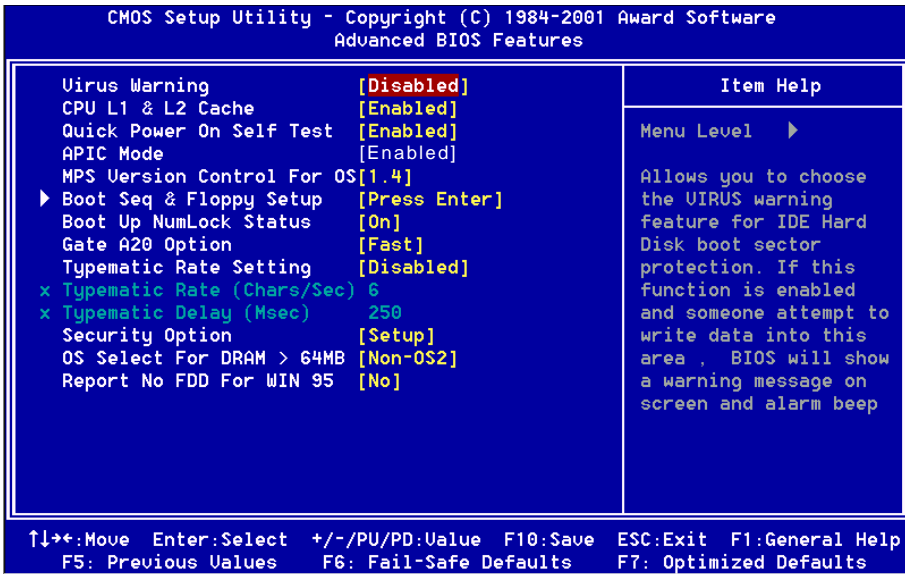 CMOS Setup Utility - Copyright (C) 1984-2001 Award Software
Advanced BIOS Features
Virus Warning [Disabled]
CPU L1 & L2 Cache [Enabled]
Quick Power On Self Test [Enabled]
APIC Mode [Enabled]
MPS Version Control For OS[1.4]
Boot Seq & Floppy Setup [Press Enter]
Boot Up NumLock Status [On]
Gate A20 Option [Fast]
Typematic Rate Setting [Disabled]
x Typematic Rate (Chars/Sec) 6
x Typematic Delay (Msec) 250
Security Option [Setup]
OS Select For DRAM > 64MB [Non-OS2]
Report No FDD For WIN 95 [No]
Item Help
Menu Level
Allows you to choose
the VIRUS warning
feature for IDE Hard
Disk boot sector
protection. If this
function is enabled
and someone attempt to
write data into this
area , BIOS will show
a warning message on
screen and alarm beep
↑↓→←:Move Enter:Select +/-/PU/PD:Value F10:Save ESC:Exit F1:General Help
F5: Previous Values F6: Fail-Safe Defaults F7: Optimized Defaults